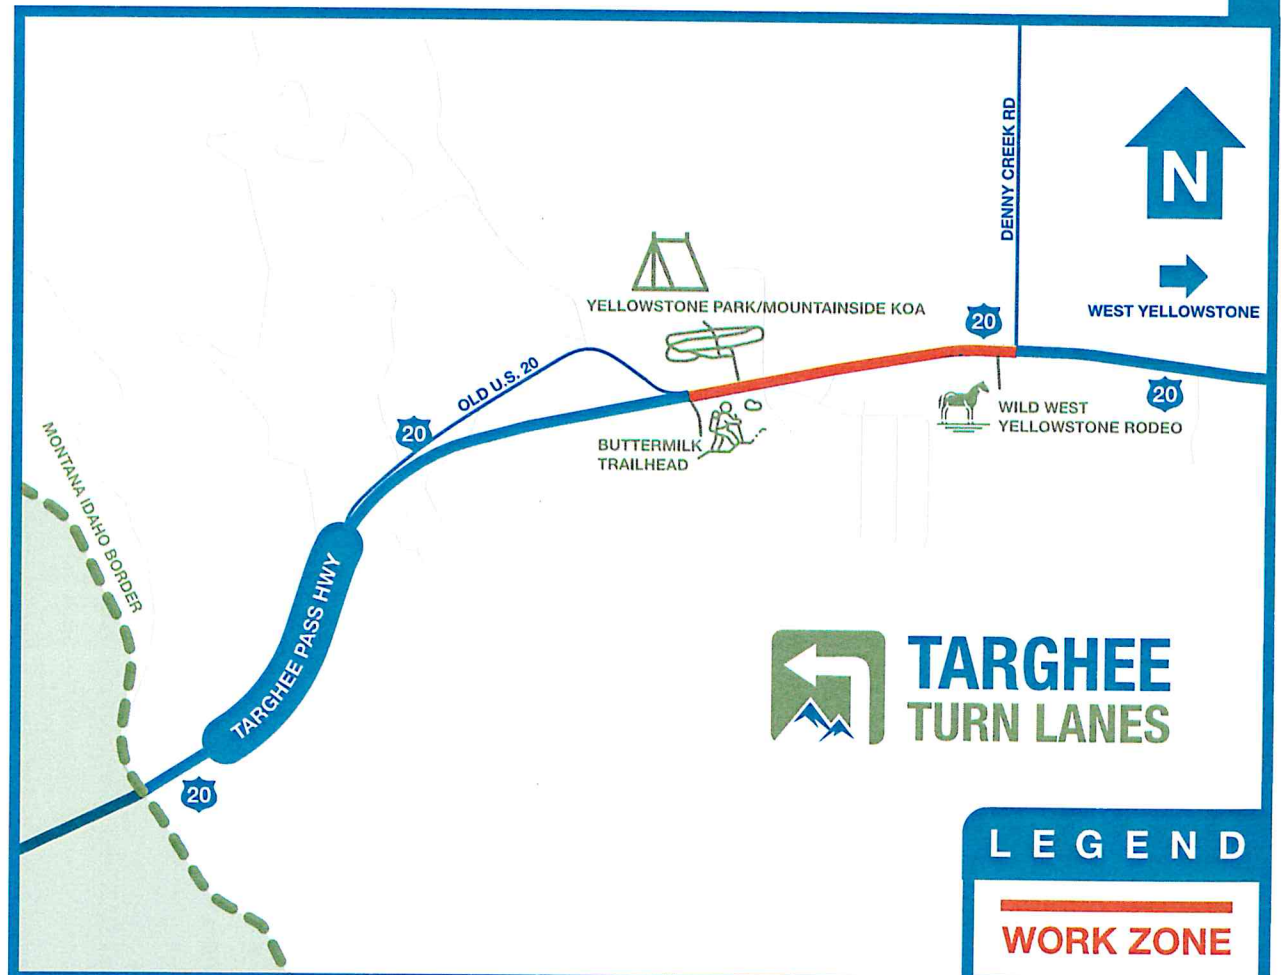 DENNY CREEK RD
N
WEST YELLOWSTONE
YELLOWSTONE PARK/MOUNTAINSIDE KOA
20
20
WILD WEST
YELLOWSTONE RODEO
OLD U.S. 20
20
BUTTERMILK
TRAILHEAD
MONTANA IDAHO BORDER
TARGHEE PASS HWY
20
TARGHEE
TURN LANES
LEGEND
WORK ZONE